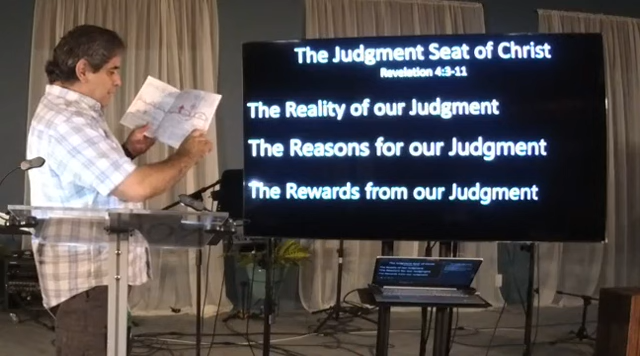 The Judgment Seat of Christ
Revelation 4:3-11
The Reality of our Judgment
The Reasons for our Judgment
The Rewards from our Judgment